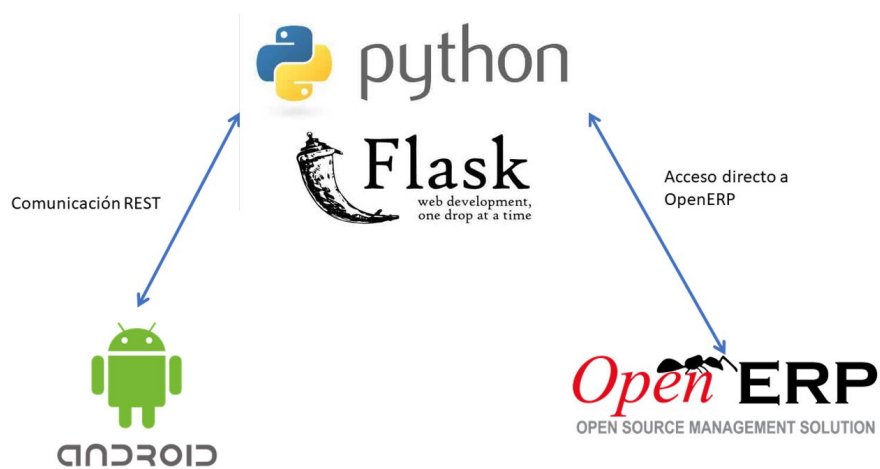 python
Flask
web development,
one drop at a time
Comunicación REST
Acceso directo a
OpenERP
Open ERP
OPEN SOURCE MANAGEMENT SOLUTION
ANDROID